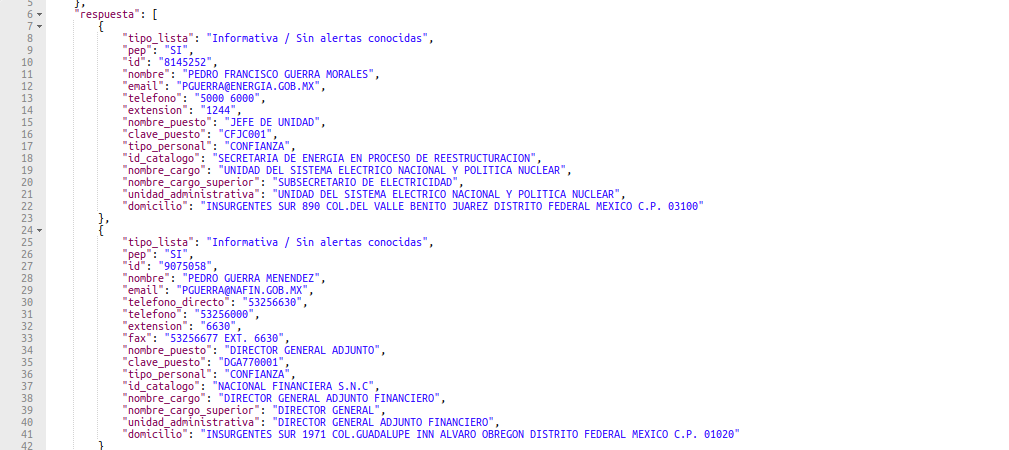 5 },
6 "respuesta": [
7 {
8 "tipo_lista": "Informativa / Sin alertas conocidas",
9 "pep": "SI",
10 "id": "8145252",
11 "nombre": "PEDRO FRANCISCO GUERRA MORALES",
12 "email": "PGUERRA@ENERGIA.GOB.MX",
13 "telefono": "5000 6000",
14 "extension": "1244",
15 "nombre_puesto": "JEFE DE UNIDAD",
16 "clave_puesto": "CFJC001",
17 "tipo_personal": "CONFIANZA",
18 "id_catalogo": "SECRETARIA DE ENERGIA EN PROCESO DE REESTRUCTURACION",
19 "nombre_cargo": "UNIDAD DEL SISTEMA ELECTRICO NACIONAL Y POLITICA NUCLEAR",
20 "nombre_cargo_superior": "SUBSECRETARIO DE ELECTRICIDAD",
21 "unidad_administrativa": "UNIDAD DEL SISTEMA ELECTRICO NACIONAL Y POLITICA NUCLEAR",
22 "domicilio": "INSURGENTES SUR 890 COL.DEL VALLE BENITO JUAREZ DISTRITO FEDERAL MEXICO C.P. 03100"
23 },
24 {
25 "tipo_lista": "Informativa / Sin alertas conocidas",
26 "pep": "SI",
27 "id": "9075058",
28 "nombre": "PEDRO GUERRA MENENDEZ",
29 "email": "PGUERRA@NAFIN.GOB.MX",
30 "telefono_directo": "53256630",
31 "telefono": "53256000",
32 "extension": "6630",
33 "fax": "53256677 EXT. 6630",
34 "nombre_puesto": "DIRECTOR GENERAL ADJUNTO",
35 "clave_puesto": "DGA770001",
36 "tipo_personal": "CONFIANZA",
37 "id_catalogo": "NACIONAL FINANCIERA S.N.C",
38 "nombre_cargo": "DIRECTOR GENERAL ADJUNTO FINANCIERO",
39 "nombre_cargo_superior": "DIRECTOR GENERAL",
40 "unidad_administrativa": "DIRECTOR GENERAL ADJUNTO FINANCIERO",
41 "domicilio": "INSURGENTES SUR 1971 COL.GUADALUPE INN ALVARO OBREGON DISTRITO FEDERAL MEXICO C.P. 01020"
42 }